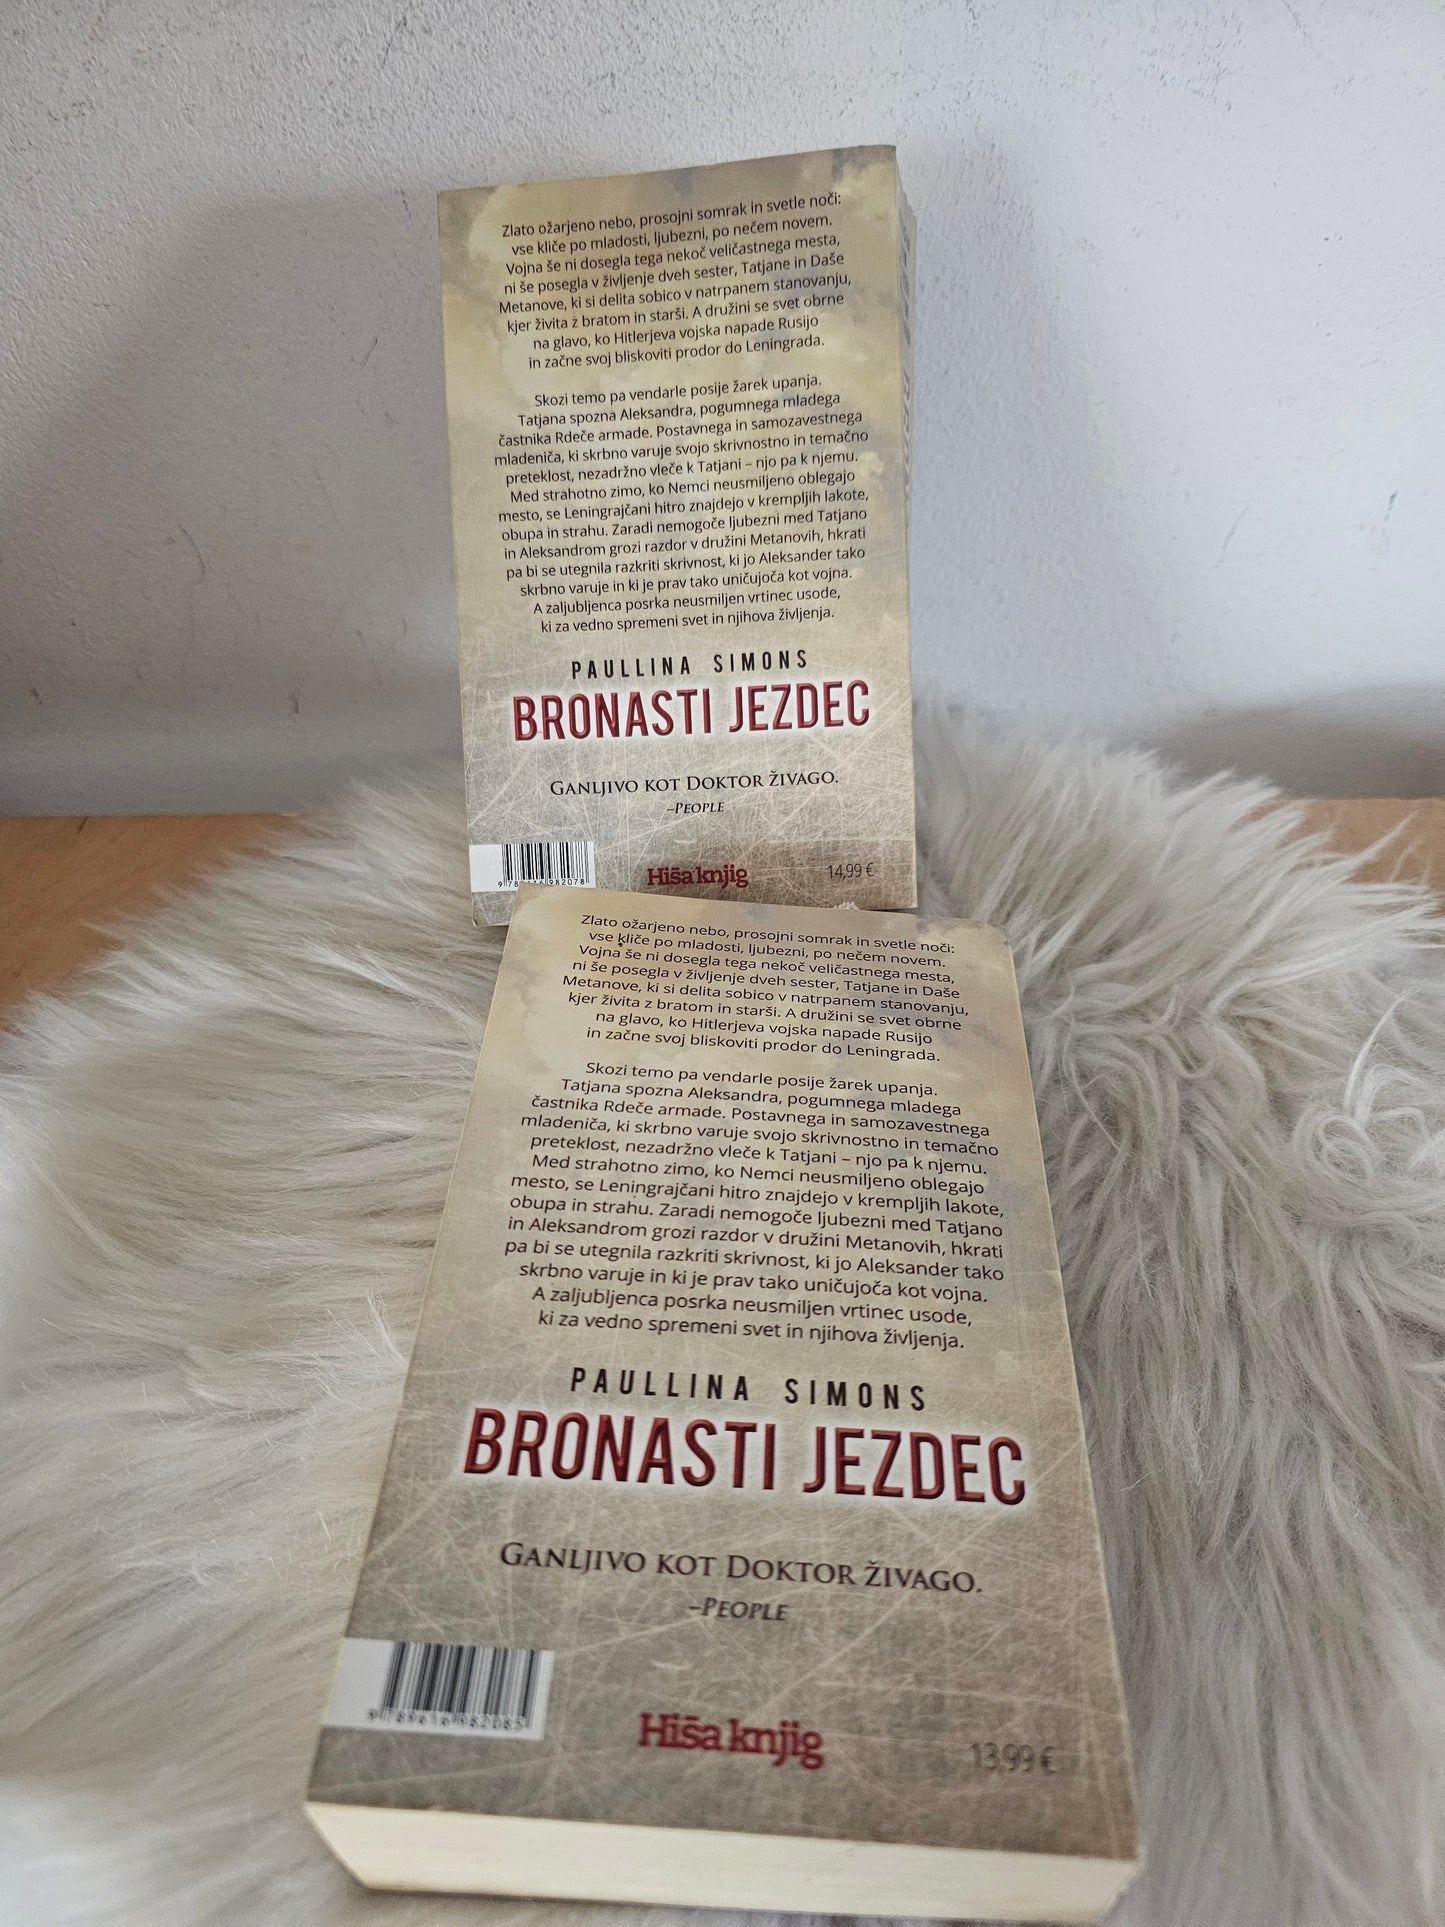 Zlato ožarjeno nebo, prosojni somrak in svetle noči:
vse kliče po mladosti, ljubezni, po nečem novem.
Vojna še ni dosegla tega nekoč veličastnega mesta,
ni še posegla v življenje dveh sester, Tatjane in Daše
Metanove, ki si delita sobico v natrpanem stanovanju,
kjer živita z bratom in starši. A družini se svet obrne
na glavo, ko Hitlerjeva vojska napade Rusijo
in začne svoj bliskoviti prodor do Leningrada.
Skozi temo pa vendarle posije žarek upanja.
Tatjana spozna Aleksandra, pogumnega mladega
častnika Rdeče armade. Postavnega in samozavestnega
mladeniča, ki skrbno varuje svojo skrivnostno in temačno
preteklost, nezadržno vleče k Tatjani – njo pa k njemu.
Med strahotno zimo, ko Nemci neusmiljeno oblegajo
mesto, se Leningrajčani hitro znajdejo v krempljih lakote,
obupa in strahu. Zaradi nemogoče ljubezni med Tatjano
in Aleksandrom grozi razdor v družini Metanovih, hkrati
pa bi se utegnila razkriti skrivnost, ki jo Aleksander tako
skrbno varuje in ki je prav tako uničujoča kot vojna.
A zaljubljenca posrka neusmiljen vrtinec usode,
ki za vedno spremeni svet in njihova življenja.
PAULLINA SIMONS
BRONASTI JEZDEC
GANLJIVO KOT DOKTOR ŽIVAGO.
–PEOPLE
Hiša knjig
14,99 €
Zlato ožarjeno nebo, prosojni somrak in svetle noči:
vse kliče po mladosti, ljubezni, po nečem novem.
Vojna še ni dosegla tega nekoč veličastnega mesta,
ni še posegla v življenje dveh sester, Tatjane in Daše
Metanove, ki si delita sobico v natrpanem stanovanju,
kjer živita z bratom in starši. A družini se svet obrne
na glavo, ko Hitlerjeva vojska napade Rusijo
in začne svoj bliskoviti prodor do Leningrada.
Skozi temo pa vendarle posije žarek upanja.
Tatjana spozna Aleksandra, pogumnega mladega
častnika Rdeče armade. Postavnega in samozavestnega
mladeniča, ki skrbno varuje svojo skrivnostno in temačno
preteklost, nezadržno vleče k Tatjani – njo pa k njemu.
Med strahotno zimo, ko Nemci neusmiljeno oblegajo
mesto, se Leningrajčani hitro znajdejo v krempljih lakote,
obupa in strahu. Zaradi nemogoče ljubezni med Tatjano
in Aleksandrom grozi razdor v družini Metanovih, hkrati
pa bi se utegnila razkriti skrivnost, ki jo Aleksander tako
skrbno varuje in ki je prav tako uničujoča kot vojna.
A zaljubljenca posrka neusmiljen vrtinec usode,
ki za vedno spremeni svet in njihova življenja.
PAULLINA SIMONS
BRONASTI JEZDEC
GANLJIVO KOT DOKTOR ŽIVAGO.
–PEOPLE
9 789616 982085
Hiša knjig
13,99 €